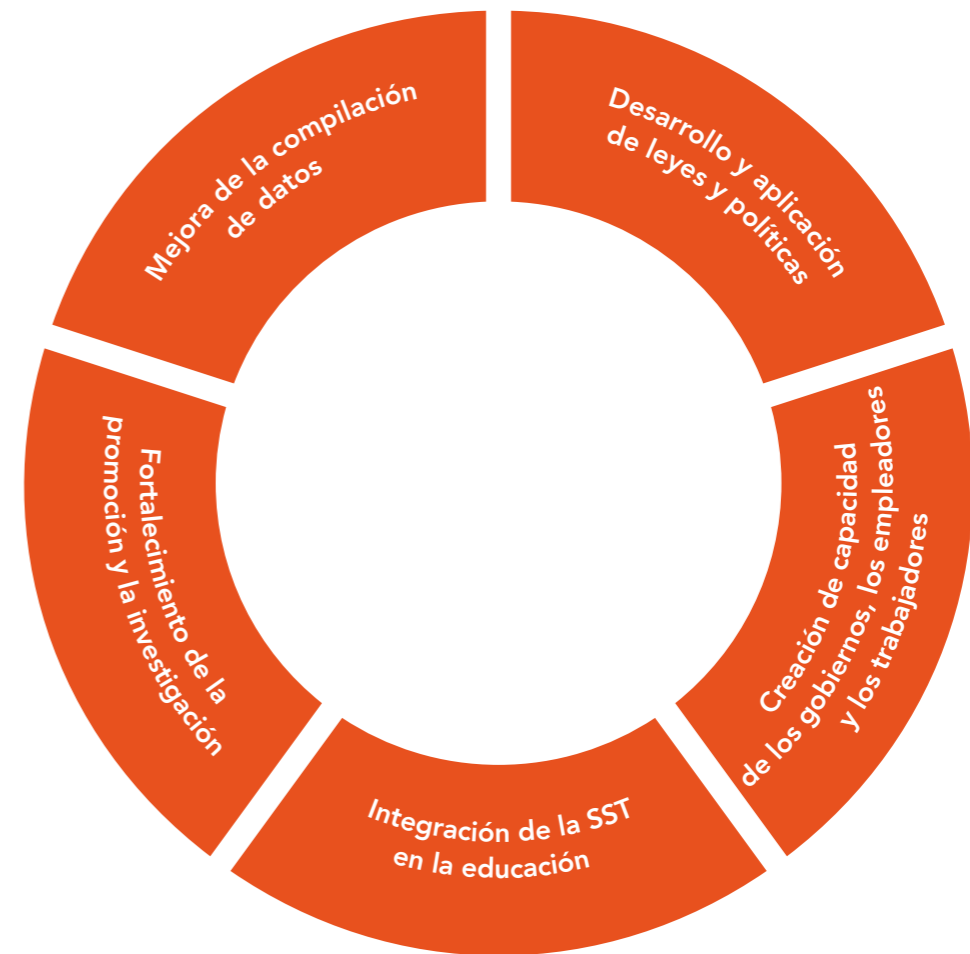 Mejora de la compilación
de datos
Desarrollo y aplicación
de leyes y políticas
Creación de capacidad
de los gobiernos, los empleadores
y los trabajadores
Integración de la SST
en la educación
Fortalecimiento de la
promoción y la investigación